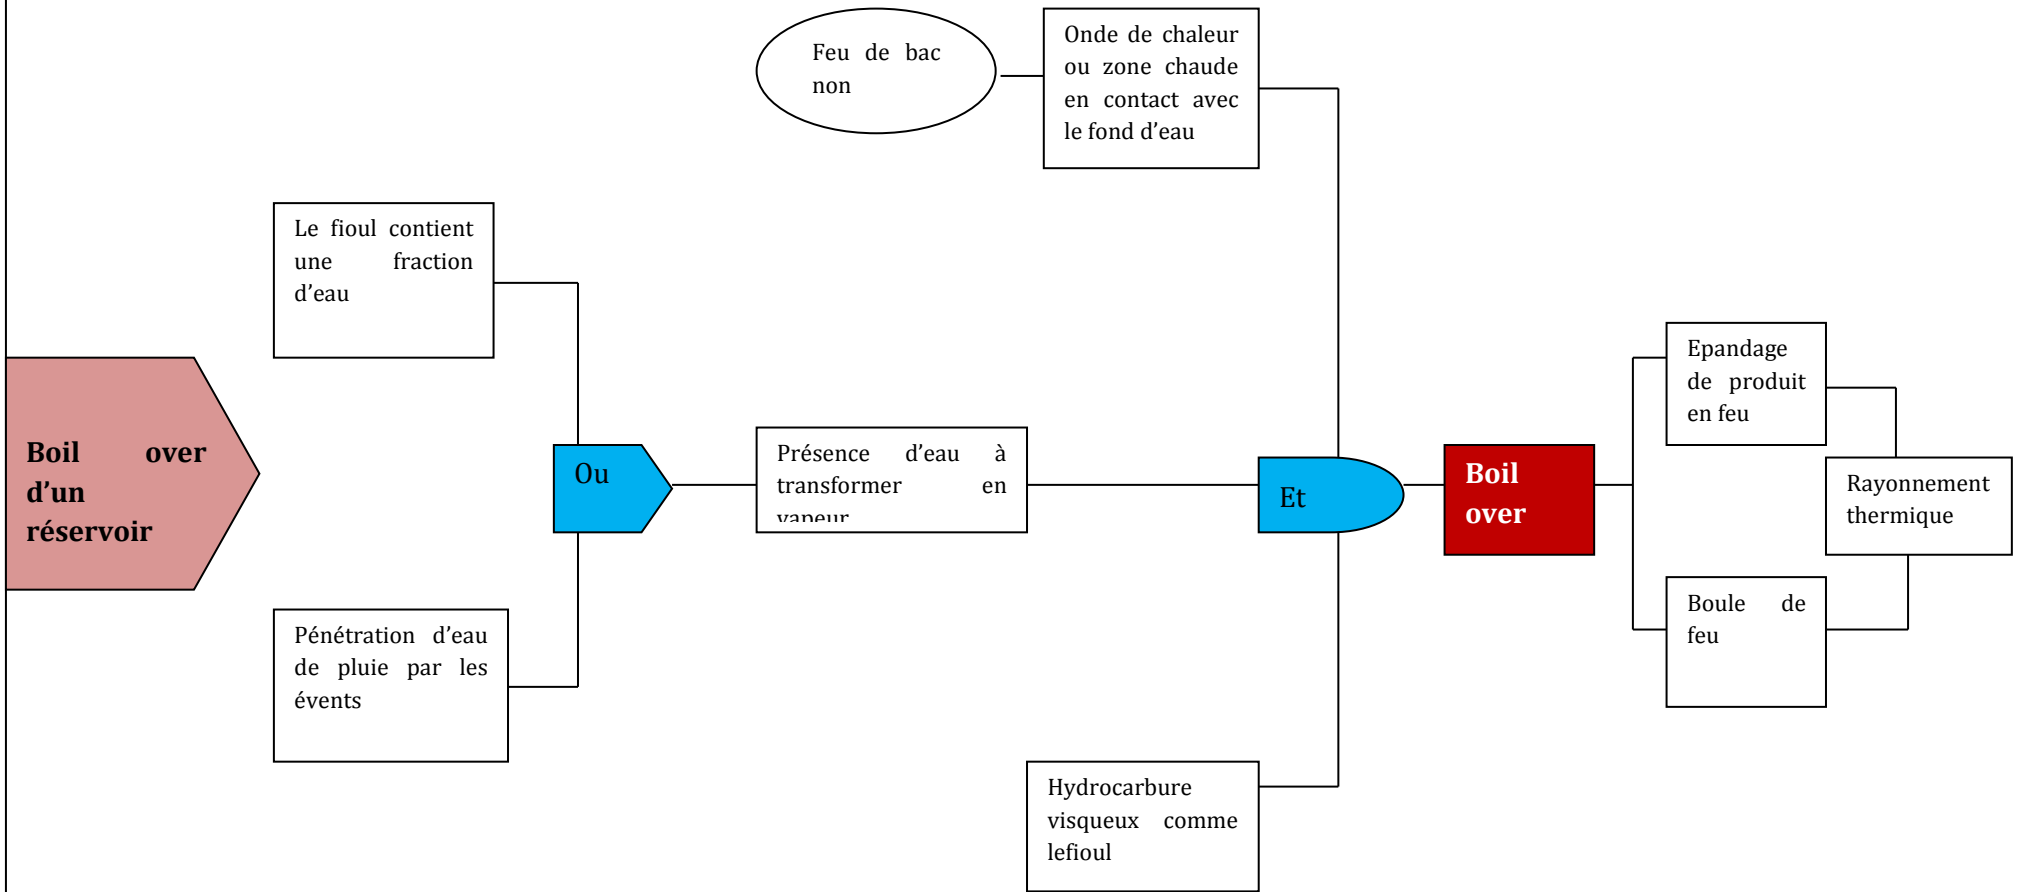 Feu de bac
non
Onde de chaleur
ou zone chaude
en contact avec
le fond d’eau
Le fioul contient
une fraction
d’eau
Boil over
d’un
réservoir
Ou
Présence d’eau à
transformer en
vapeur
Et
Boil
over
Epandage
de produit
en feu
Rayonnement
thermique
Boule de
feu
Pénétration d’eau
de pluie par les
évents
Hydrocarbure
visqueux comme
lefioul